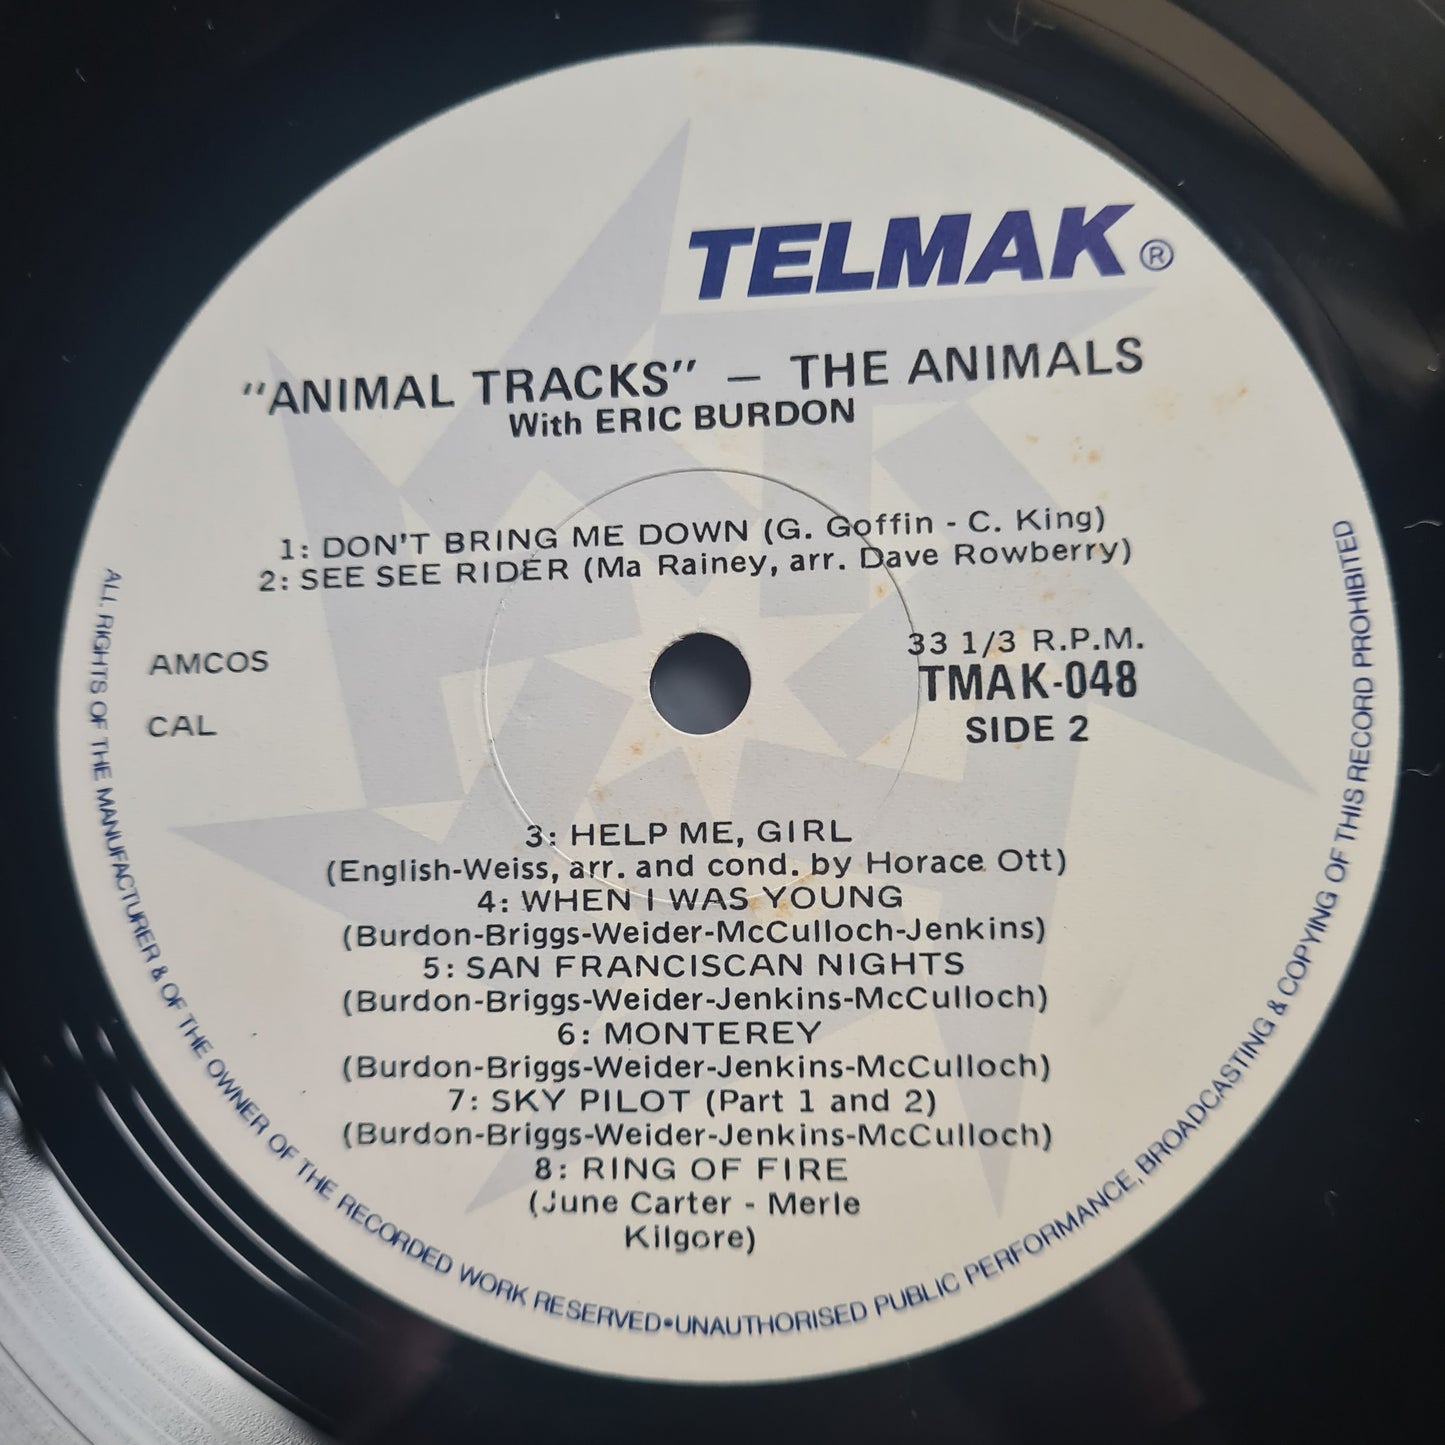 TELMAK ®
"ANIMAL TRACKS" — THE ANIMALS
With ERIC BURDON
1: DON'T BRING ME DOWN (G. Goffin - C. King)
2: SEE SEE RIDER (Ma Rainey, arr. Dave Rowberry)
AMCOS
CAL
33 1/3 R.P.M.
TMAK-048
SIDE 2
3: HELP ME, GIRL
(English-Weiss, arr. and cond. by Horace Ott)
4: WHEN I WAS YOUNG
(Burdon-Briggs-Weider-McCulloch-Jenkins)
5: SAN FRANCISCAN NIGHTS
(Burdon-Briggs-Weider-Jenkins-McCulloch)
6: MONTEREY
(Burdon-Briggs-Weider-Jenkins-McCulloch)
7: SKY PILOT (Part 1 and 2)
(Burdon-Briggs-Weider-Jenkins-McCulloch)
8: RING OF FIRE
(June Carter - Merle
Kilgore)
ALL RIGHTS OF THE MANUFACTURER & OF THE OWNER OF THE RECORDED WORK RESERVED•UNAUTHORISED PUBLIC PERFORMANCE, BROADCASTING & COPYING OF THIS RECORD PROHIBITED